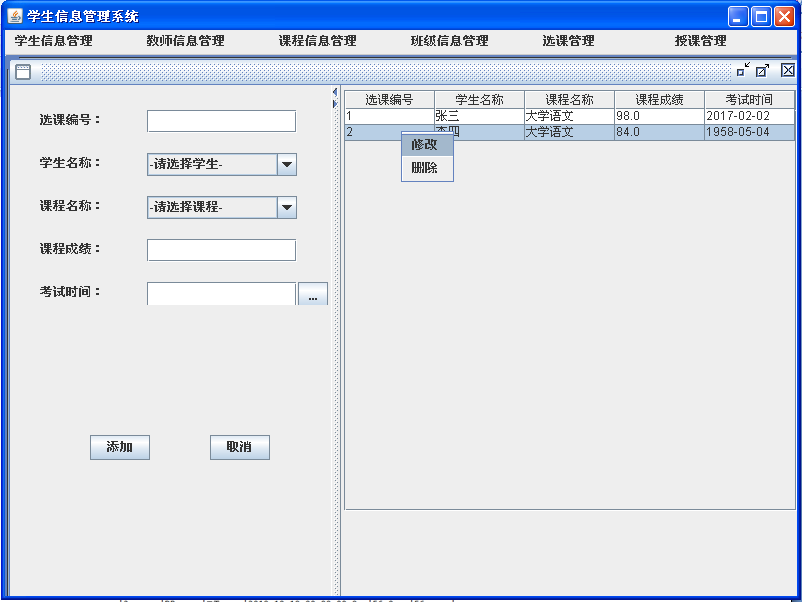 学生信息管理系统
学生信息管理 教师信息管理 课程信息管理 班级信息管理 选课管理 授课管理
选课编号：
学生名称： -请选择学生-
课程名称： -请选择课程-
课程成绩：
考试时间： ...
添加 取消
选课编号 学生名称 课程名称 课程成绩 考试时间
1 张三 大学语文 98.0 2017-02-02
2 李四 大学语文 84.0 1958-05-04
修改
删除